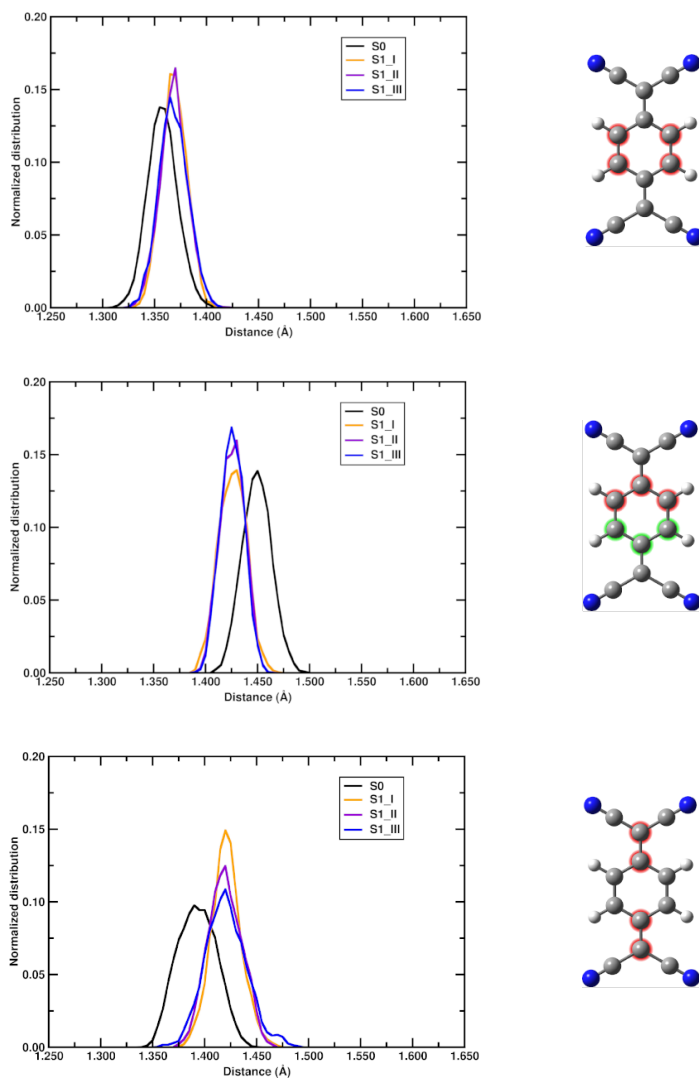 0.20
0.15
0.10
0.05
0.00
Normalized distribution
S0
S1_I
S1_II
S1_III
1.250 1.300 1.350 1.400 1.450 1.500 1.550 1.600 1.650
Distance (Å)
0.20
0.15
0.10
0.05
0.00
Normalized distribution
S0
S1_I
S1_II
S1_III
1.250 1.300 1.350 1.400 1.450 1.500 1.550 1.600 1.650
Distance (Å)
0.20
0.15
0.10
0.05
0.00
Normalized distribution
S0
S1_I
S1_II
S1_III
1.250 1.300 1.350 1.400 1.450 1.500 1.550 1.600 1.650
Distance (Å)